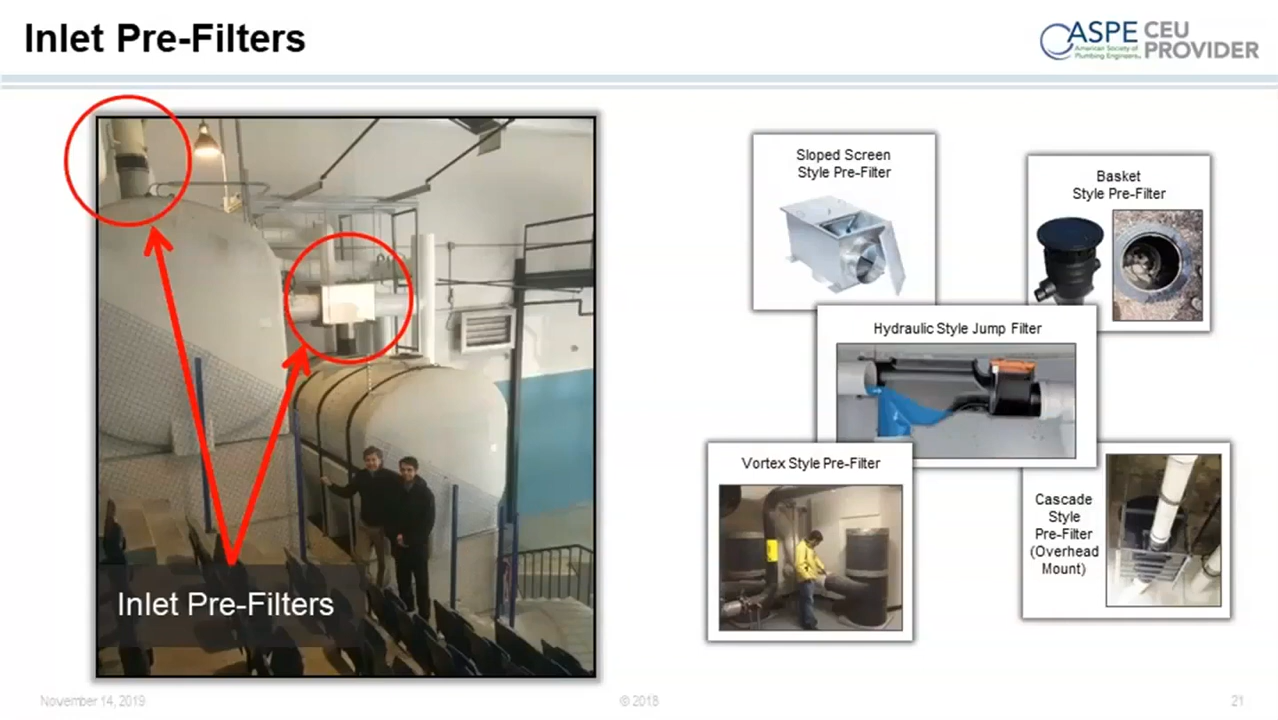 Inlet Pre-Filters
ASPE
American Society of
Plumbing Engineers
CEU
PROVIDER
Inlet Pre-Filters
Sloped Screen
Style Pre-Filter
Basket
Style Pre-Filter
Hydraulic Style Jump Filter
Vortex Style Pre-Filter
Cascade
Style
Pre-Filter
(Overhead
Mount)
November 14, 2019
© 2018
21